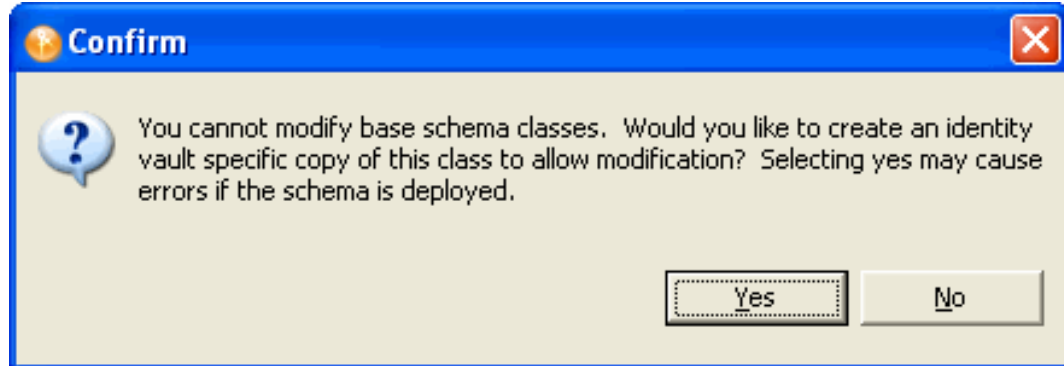 Confirm
You cannot modify base schema classes.  Would you like to create an identity
vault specific copy of this class to allow modification?  Selecting yes may cause
errors if the schema is deployed.
Yes
No